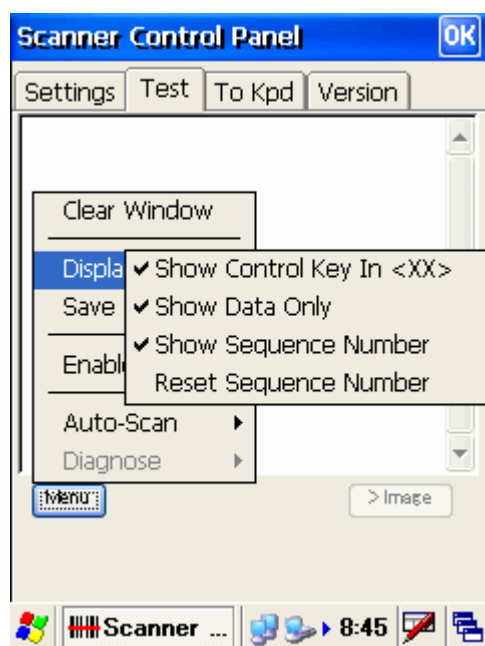 Scanner Control Panel OK
Settings Test To Kpd Version
Clear Window
Displa
Save
Enabl
Auto-Scan
Diagnose
✔ Show Control Key In <XX>
✔ Show Data Only
✔ Show Sequence Number
Reset Sequence Number
Menu > Image
Scanner ... 8:45